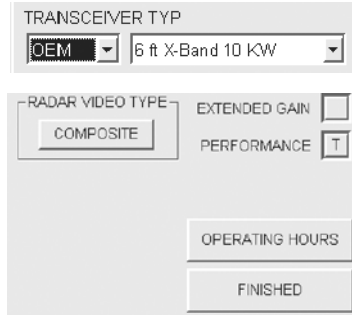 TRANSCEIVER TYP
OEM 6 ft X-Band 10 KW
RADAR VIDEO TYPE
COMPOSITE
EXTENDED GAIN
PERFORMANCE T
OPERATING HOURS
FINISHED